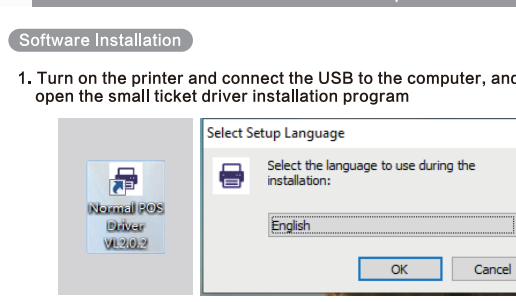 Software Installation
1. Turn on the printer and connect the USB to the computer, and
open the small ticket driver installation program
Select Setup Language
Select the language to use during the
installation:
Normal POS
Driver
VL2.0.2
English
OK
Cancel